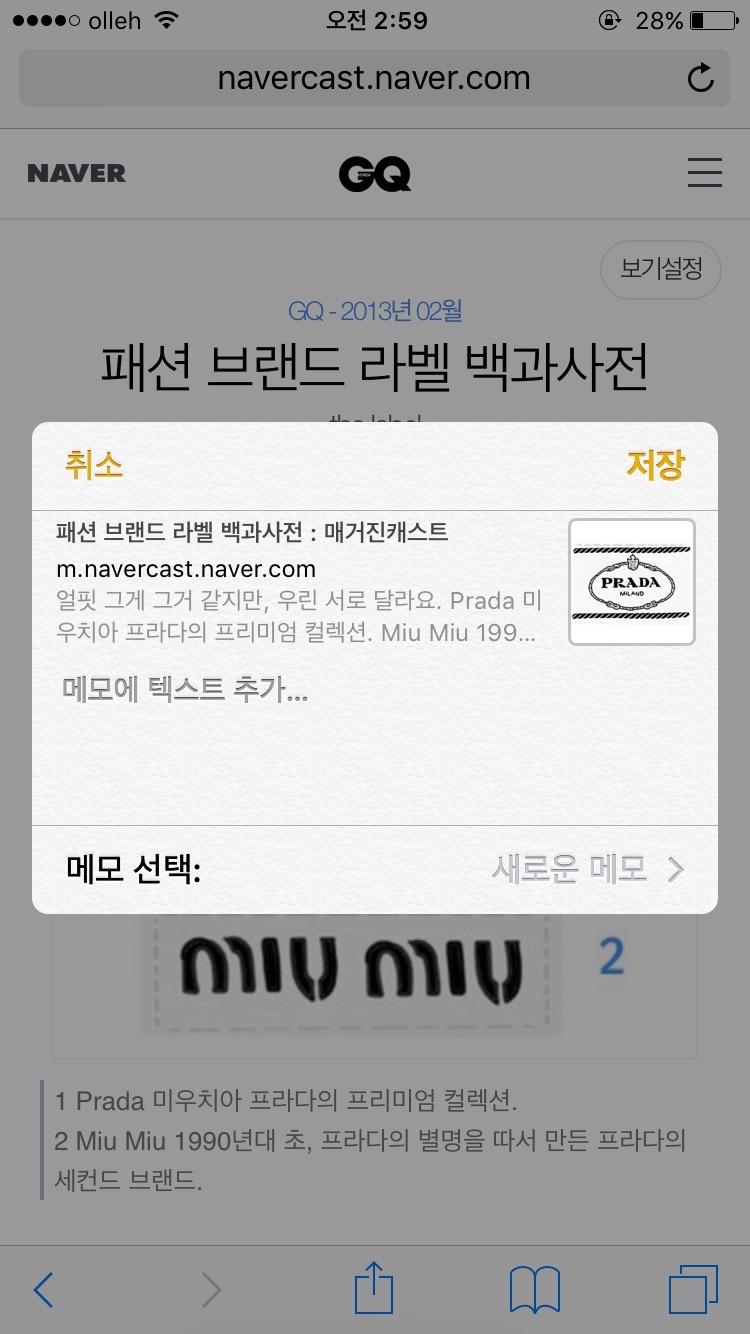 olleh 오전 2:59 28%
navercast.naver.com
NAVER GQ
보기설정
GQ - 2013년 02월
패션 브랜드 라벨 백과사전
the label
취소 저장
패션 브랜드 라벨 백과사전 : 매거진캐스트
m.navercast.naver.com
얼핏 그게 그거 같지만, 우린 서로 달라요. Prada 미
우치아 프라다의 프리미엄 컬렉션. Miu Miu 199...
PRADA
MILANO
메모에 텍스트 추가...
메모 선택: 새로운 메모
miu miu 2
1 Prada 미우치아 프라다의 프리미엄 컬렉션.
2 Miu Miu 1990년대 초, 프라다의 별명을 따서 만든 프라다의
세컨드 브랜드.